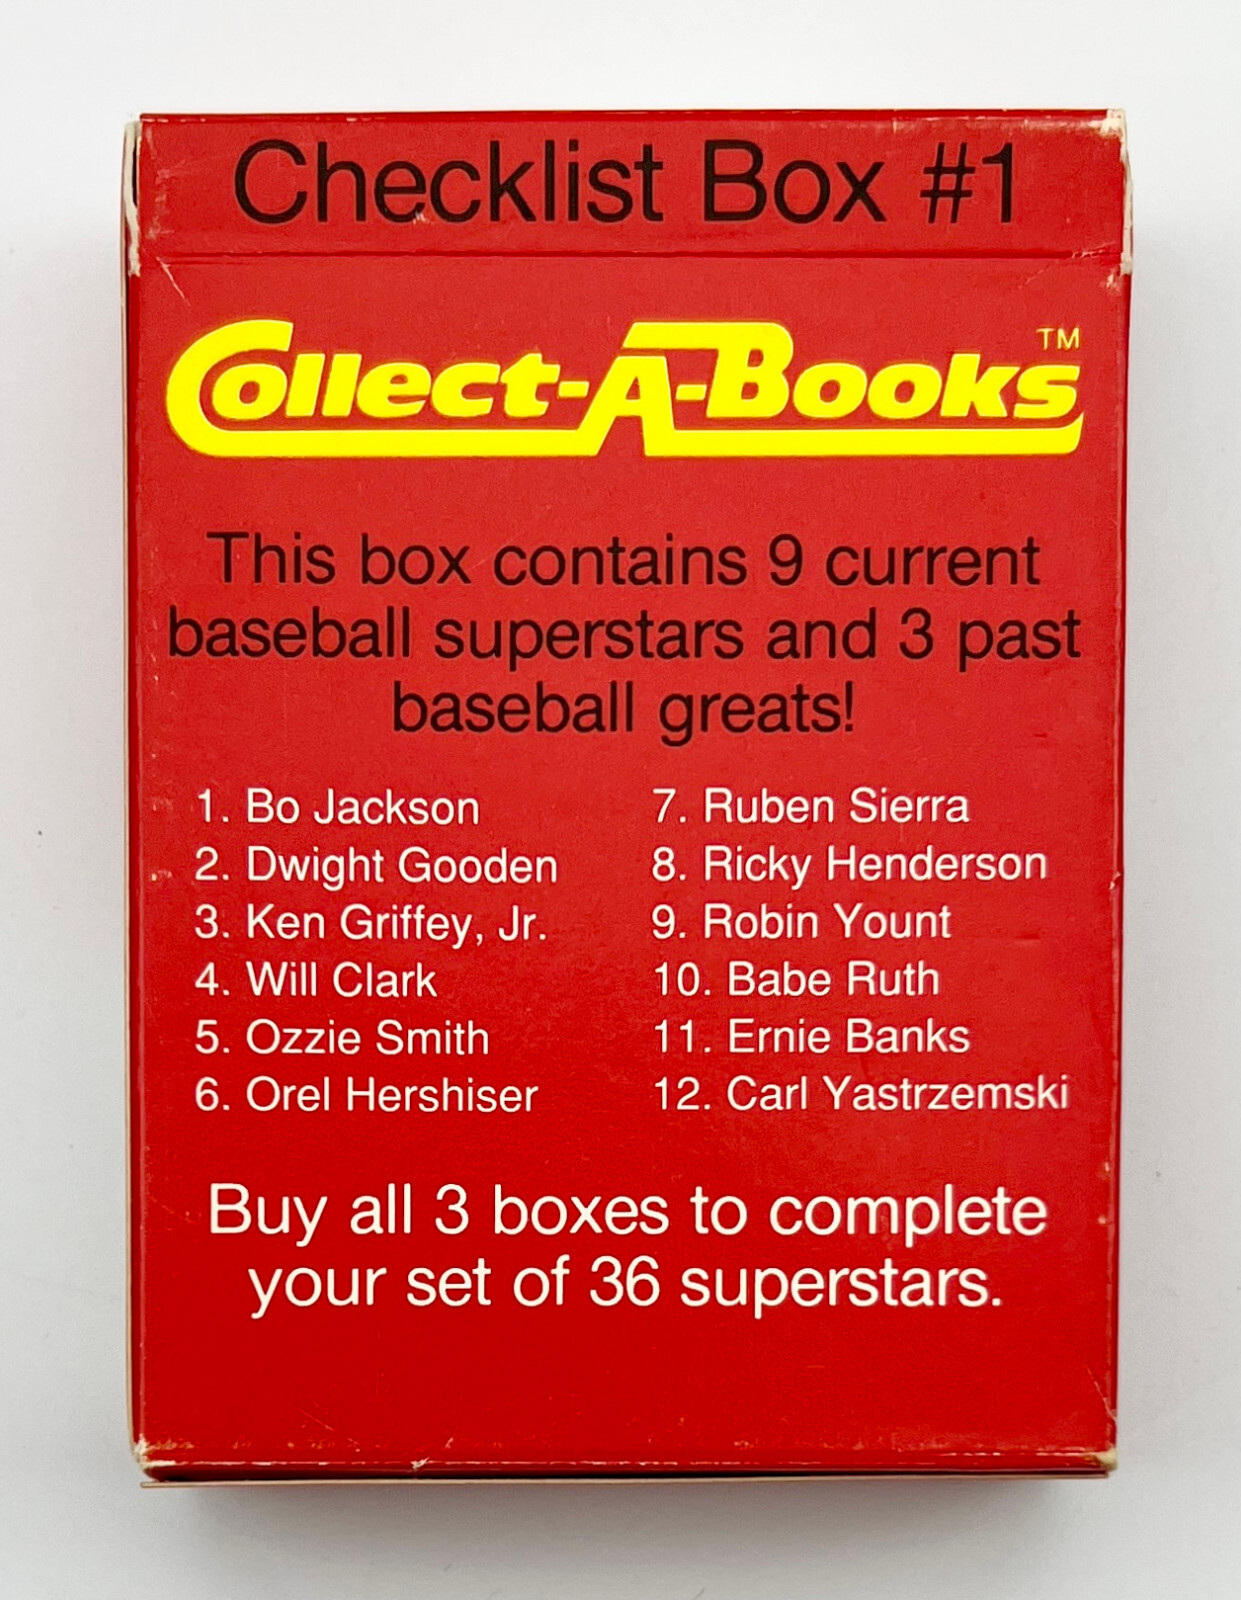 Checklist Box #1
Collect-A-Books™
This box contains 9 current
baseball superstars and 3 past
baseball greats!
1. Bo Jackson
2. Dwight Gooden
3. Ken Griffey, Jr.
4. Will Clark
5. Ozzie Smith
6. Orel Hershiser
7. Ruben Sierra
8. Ricky Henderson
9. Robin Yount
10. Babe Ruth
11. Ernie Banks
12. Carl Yastrzemski
Buy all 3 boxes to complete
your set of 36 superstars.